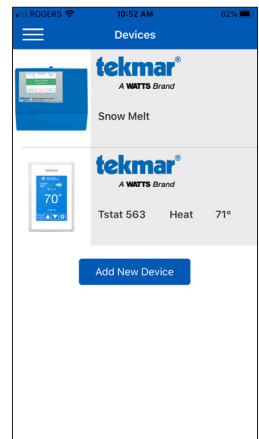 ROGERS 10:52 AM 82%
Devices
tekmar®
A WATTS Brand
Snow Melt
tekmar®
A WATTS Brand
70°
Tstat 563 Heat 71°
Add New Device